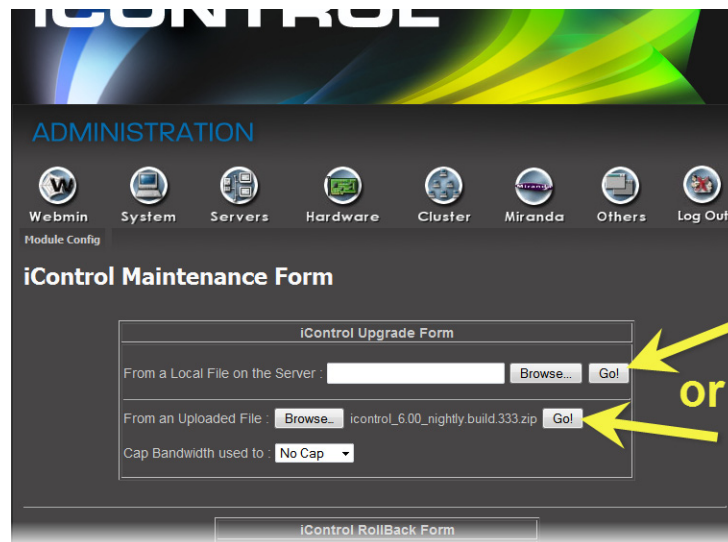 iCONTROL
ADMINISTRATION
Webmin System Servers Hardware Cluster Miranda Others Log Out
Module Config
iControl Maintenance Form
iControl Upgrade Form
From a Local File on the Server : Browse... Go!
or
From an Uploaded File : Browse... icontrol_6.00_nightly.build.333.zip Go!
Cap Bandwidth used to : No Cap
iControl RollBack Form